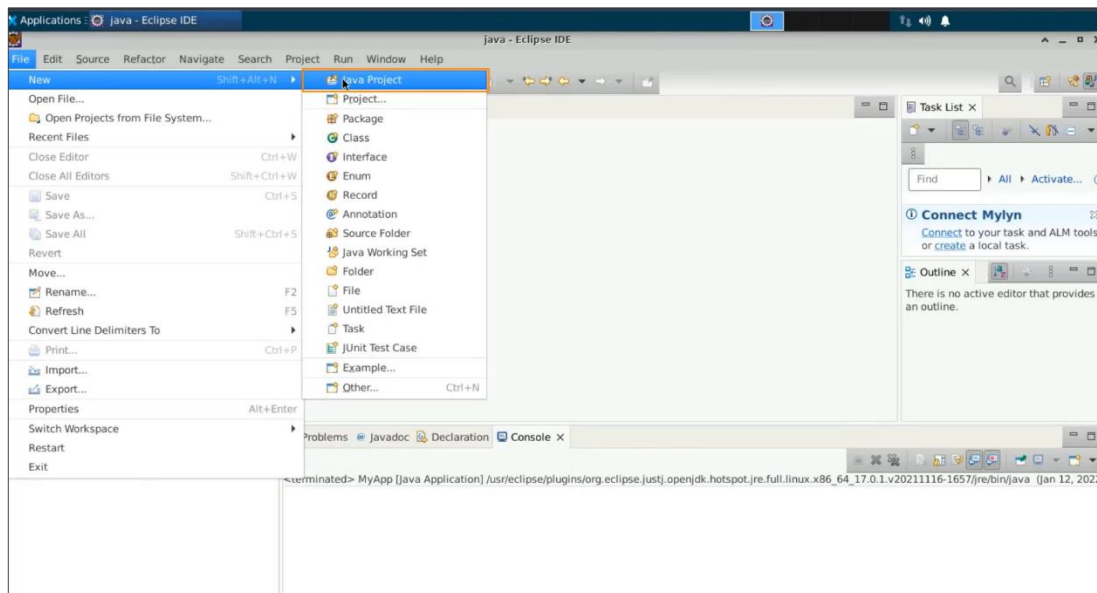 Applications : java - Eclipse IDE
java - Eclipse IDE
File Edit Source Refactor Navigate Search Project Run Window Help
New Shift+Alt+N
Open File...
Open Projects from File System...
Recent Files
Close Editor Ctrl+W
Close All Editors Shift+Ctrl+W
Save Ctrl+S
Save As...
Save All Shift+Ctrl+S
Revert
Move...
Rename... F2
Refresh F5
Convert Line Delimiters To
Print... Ctrl+P
Import...
Export...
Properties Alt+Enter
Switch Workspace
Restart
Exit
Java Project
Project...
Package
Class
Interface
Enum
Record
Annotation
Source Folder
Java Working Set
Folder
File
Untitled Text File
Task
JUnit Test Case
Example...
Other... Ctrl+N
Task List
Find All Activate...
Connect Mylyn
Connect to your task and ALM tools
or create a local task.
Outline
There is no active editor that provides
an outline.
Problems Javadoc Declaration Console
<terminated> MyApp [Java Application] /usr/eclipse/plugins/org.eclipse.justj.openjdk.hotspot.jre.full.linux.x86_64_17.0.1.v20211116-1657/jre/bin/java (Jan 12, 2022